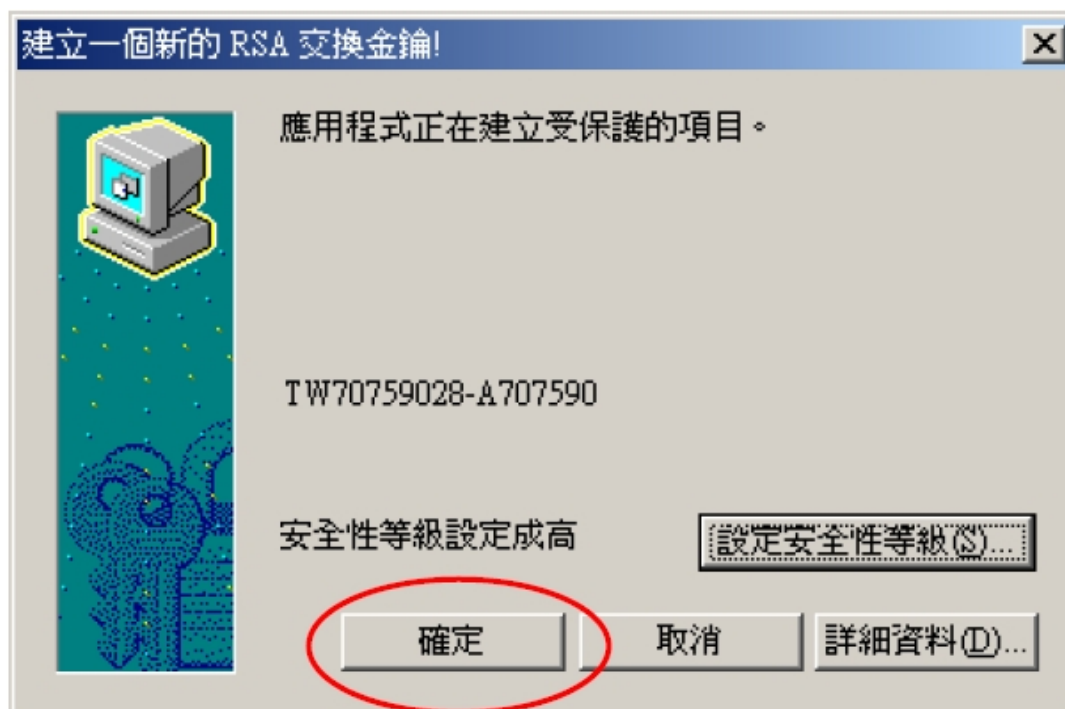 建立一個新的 RSA 交換金鑰!
應用程式正在建立受保護的項目。
TW70759028-A707590
安全性等級設定成高
設定安全性等級(S)...
確定
取消
詳細資料(D)...